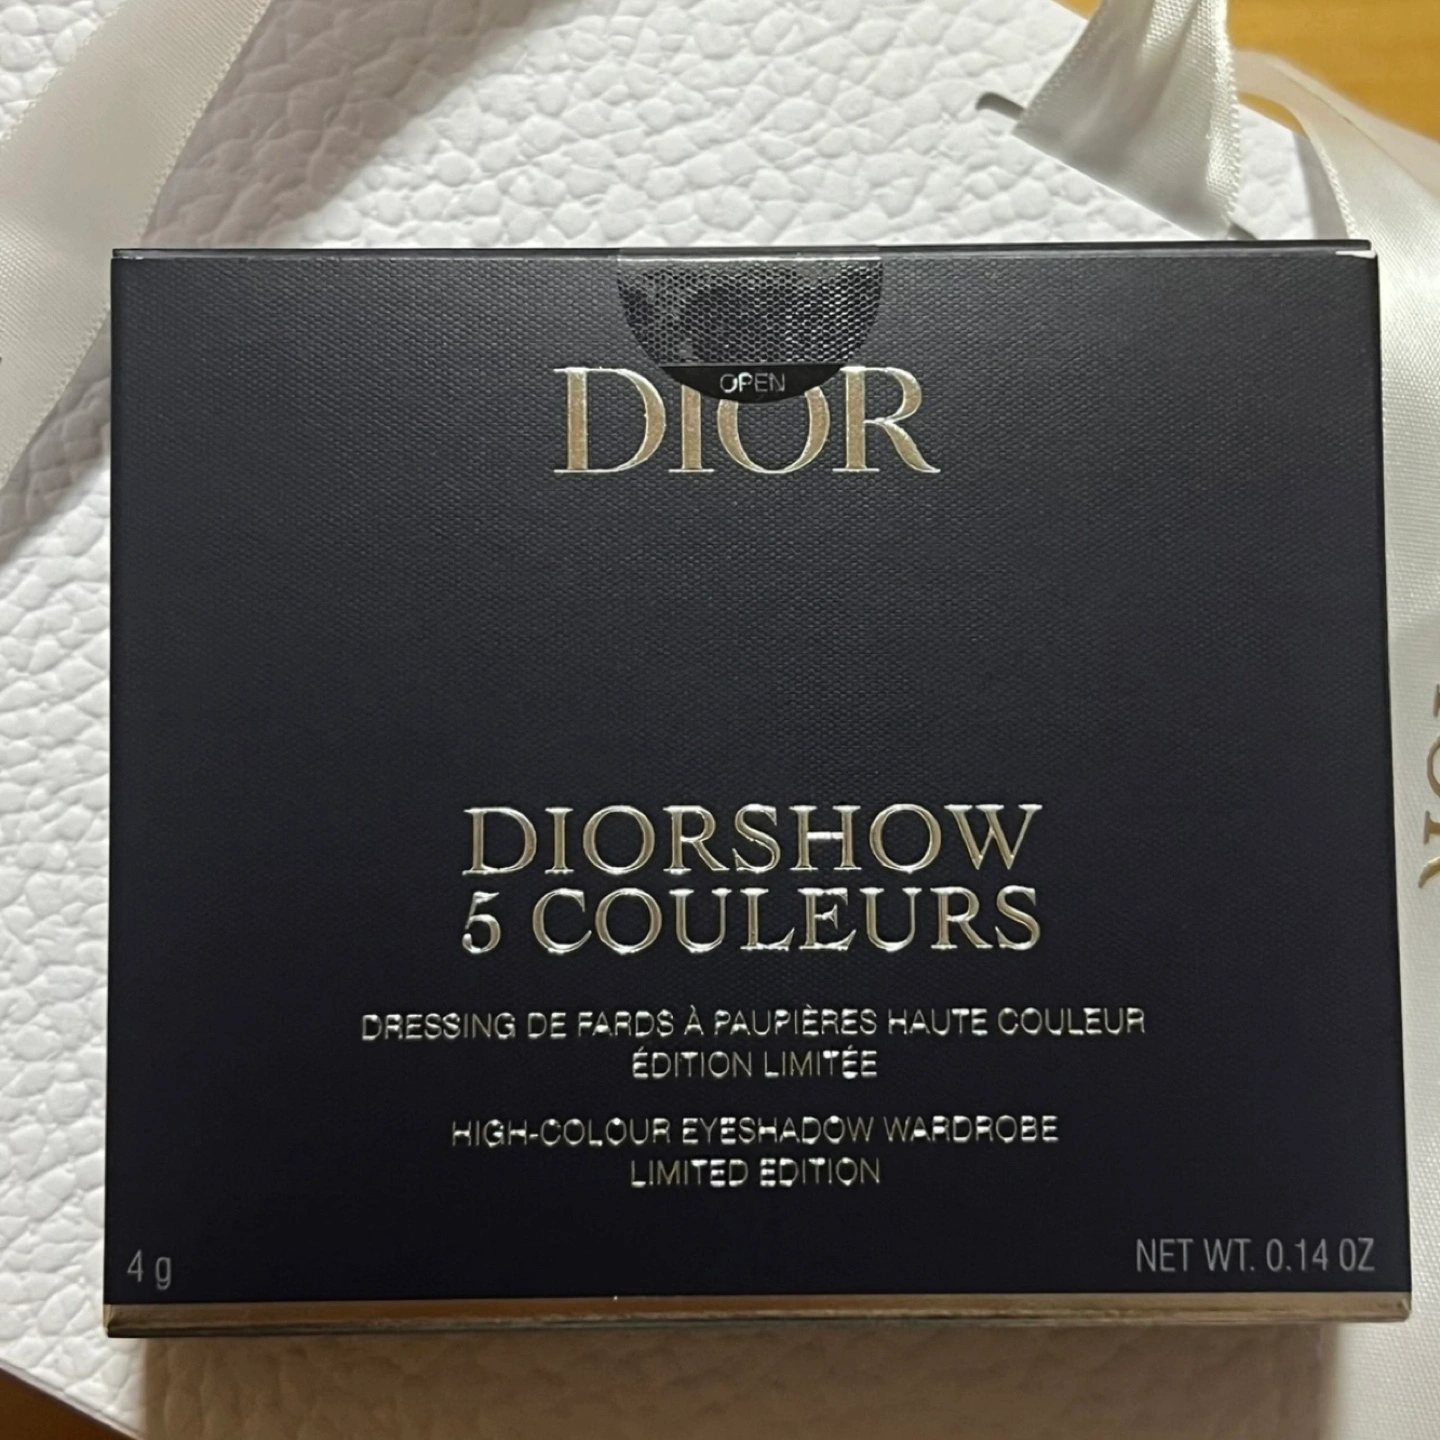 OPEN
DIOR
DIORSHOW
5 COULEURS
DRESSING DE FARDS À PAUPIÈRES HAUTE COULEUR
ÉDITION LIMITÉE
HIGH-COLOUR EYESHADOW WARDROBE
LIMITED EDITION
4 g
NET WT. 0.14 OZ